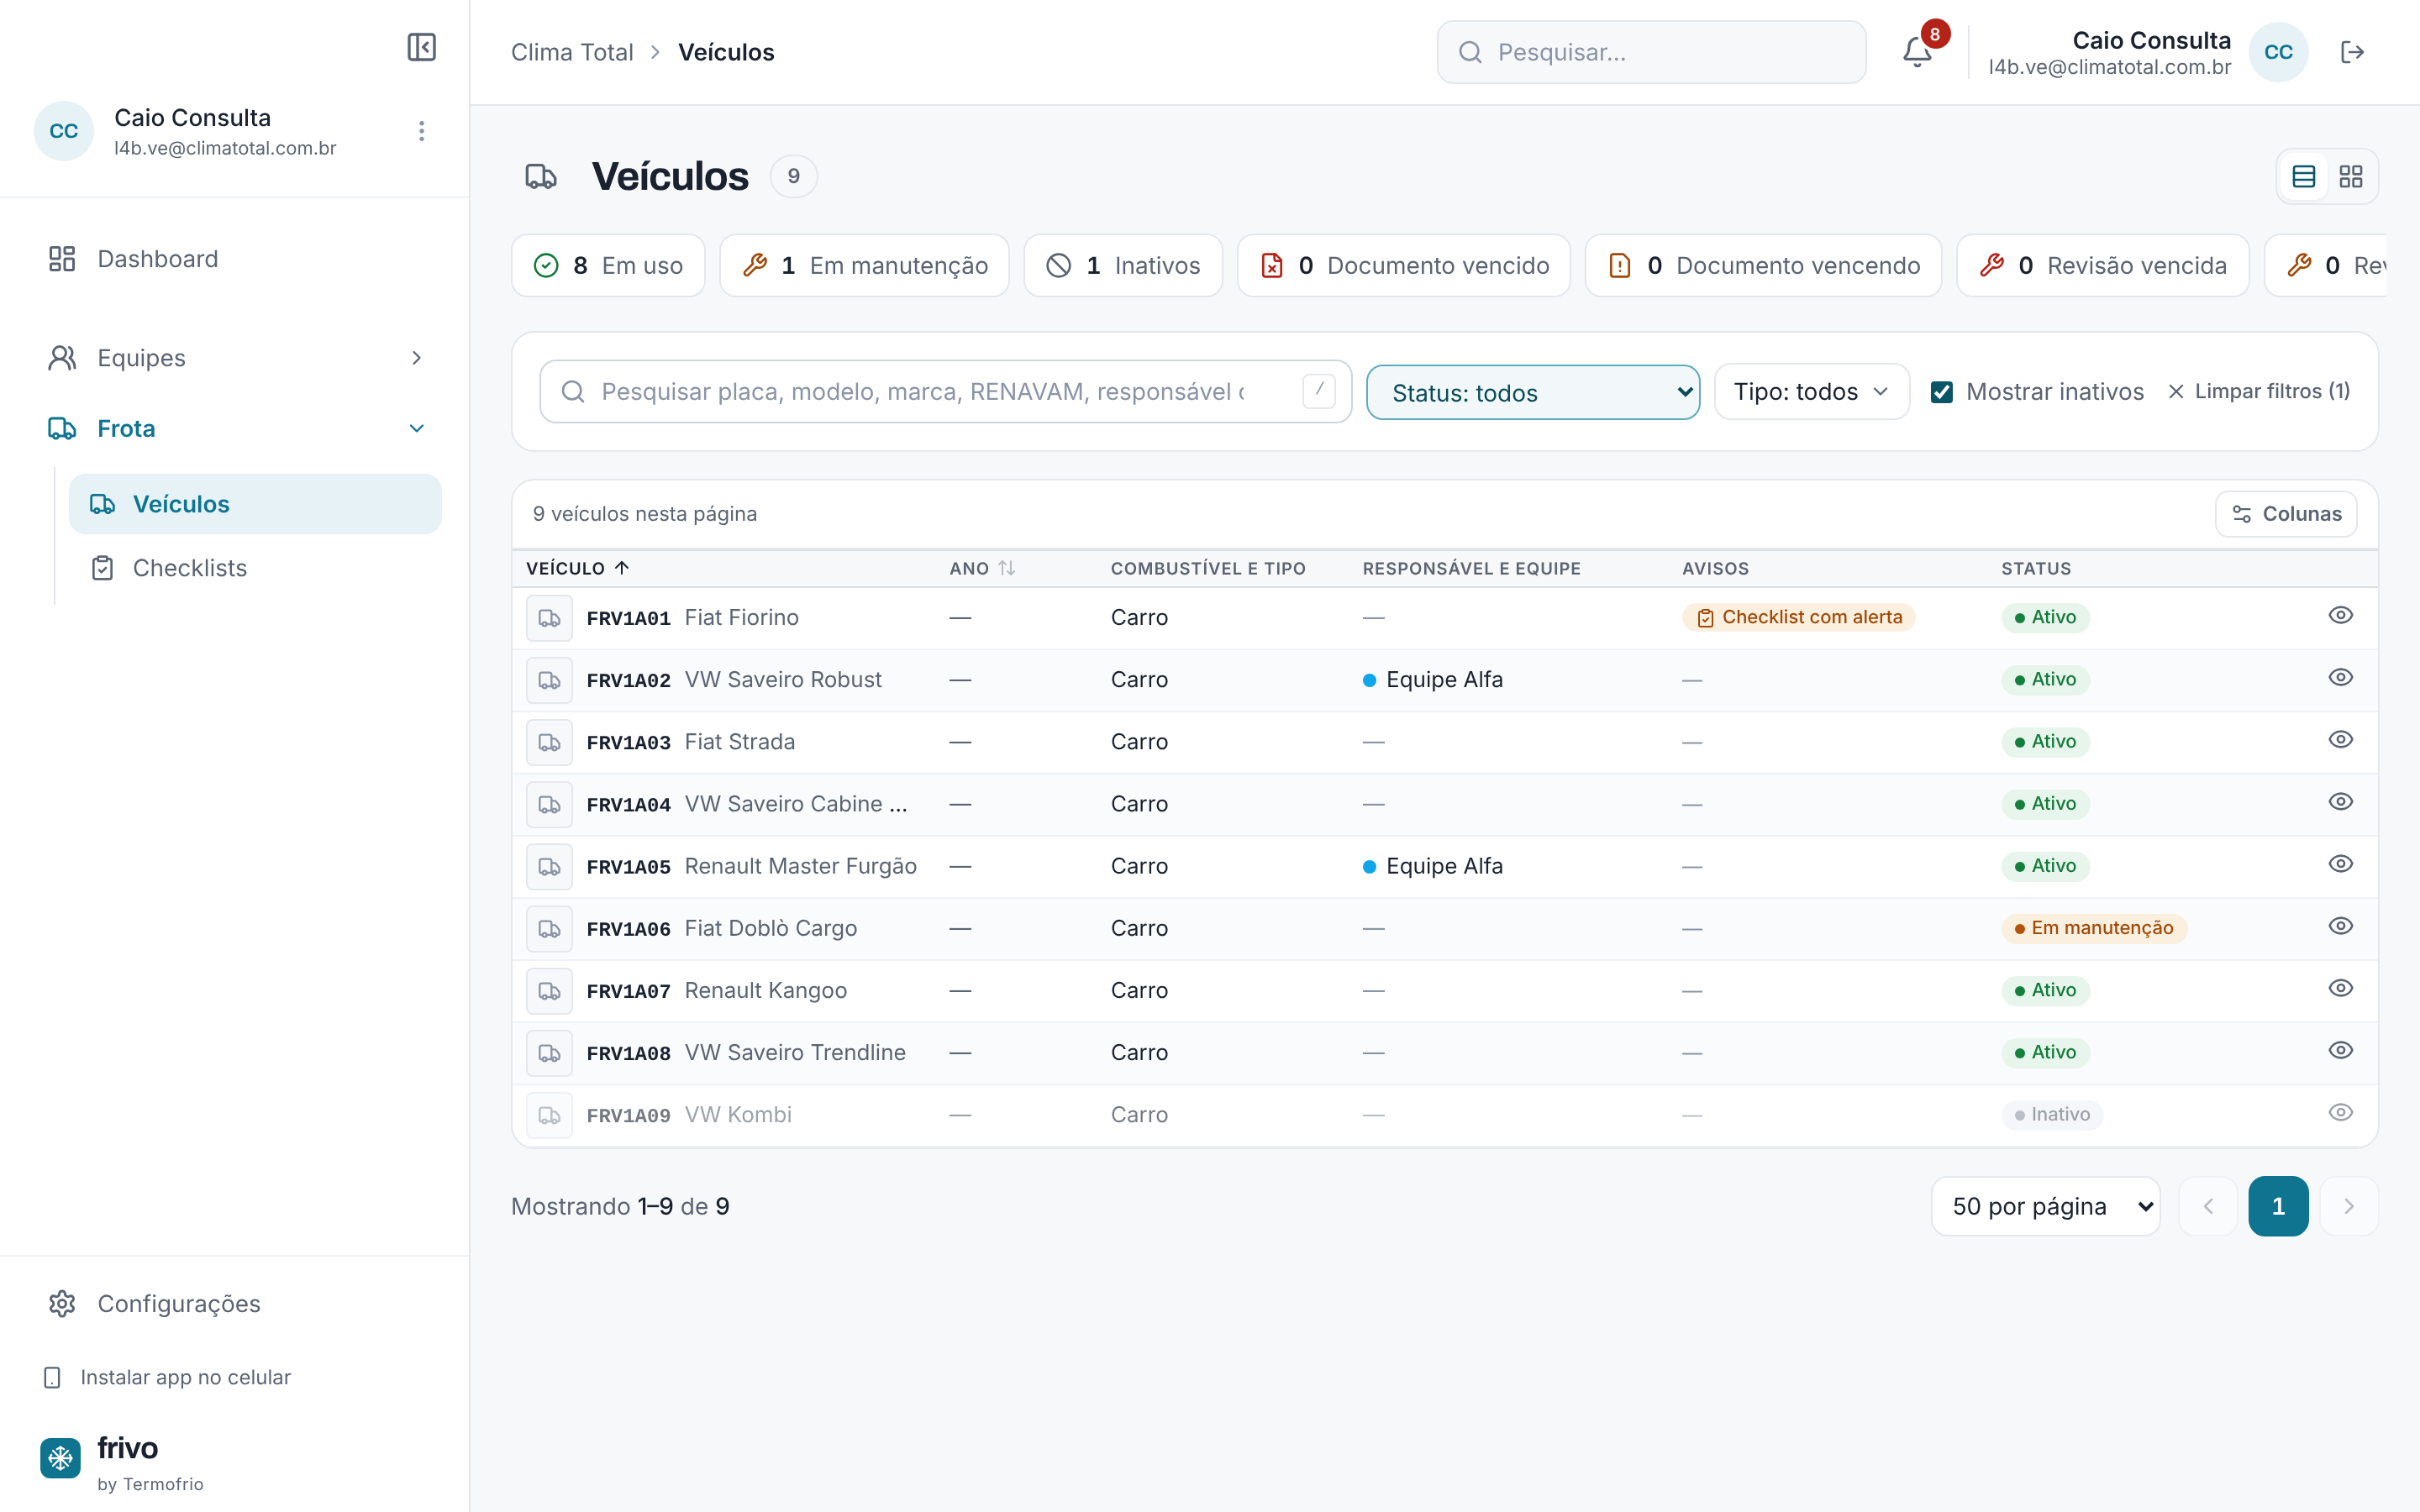 Clima Total > Veículos
Pesquisar...
8
Caio Consulta
l4b.ve@climatotal.com.br
CC
CC
Caio Consulta
l4b.ve@climatotal.com.br
Dashboard
Equipes
Frota
Veículos
Checklists
Configurações
Instalar app no celular
frivo
by Termofrio
Veículos 9
8 Em uso
1 Em manutenção
1 Inativos
0 Documento vencido
0 Documento vencendo
0 Revisão vencida
0 Rev
Pesquisar placa, modelo, marca, RENAVAM, responsável c
/
Status: todos
Tipo: todos
Mostrar inativos
Limpar filtros (1)
9 veículos nesta página
Colunas
VEÍCULO ANO COMBUSTÍVEL E TIPO RESPONSÁVEL E EQUIPE AVISOS STATUS
FRV1A01 Fiat Fiorino — Carro — Checklist com alerta Ativo
FRV1A02 VW Saveiro Robust — Carro Equipe Alfa — Ativo
FRV1A03 Fiat Strada — Carro — — Ativo
FRV1A04 VW Saveiro Cabine ... — Carro — — Ativo
FRV1A05 Renault Master Furgão — Carro Equipe Alfa — Ativo
FRV1A06 Fiat Doblò Cargo — Carro — — Em manutenção
FRV1A07 Renault Kangoo — Carro — — Ativo
FRV1A08 VW Saveiro Trendline — Carro — — Ativo
FRV1A09 VW Kombi — Carro — — Inativo
Mostrando 1–9 de 9
50 por página
1